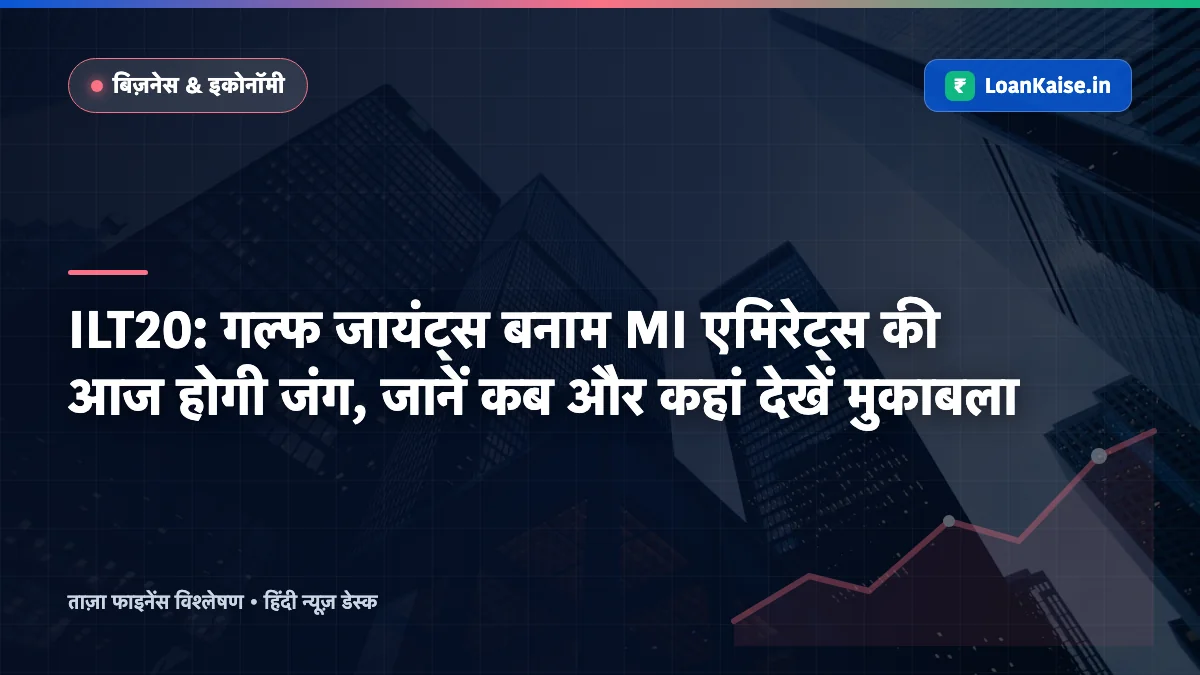 बिज़नेस & इकोनॉमी
₹ LoanKaise.in
ILT20: गल्फ जायंट्स बनाम MI एमिरेट्स की
आज होगी जंग, जानें कब और कहां देखें मुकाबला
ताज़ा फाइनेंस विश्लेषण • हिंदी न्यूज़ डेस्क